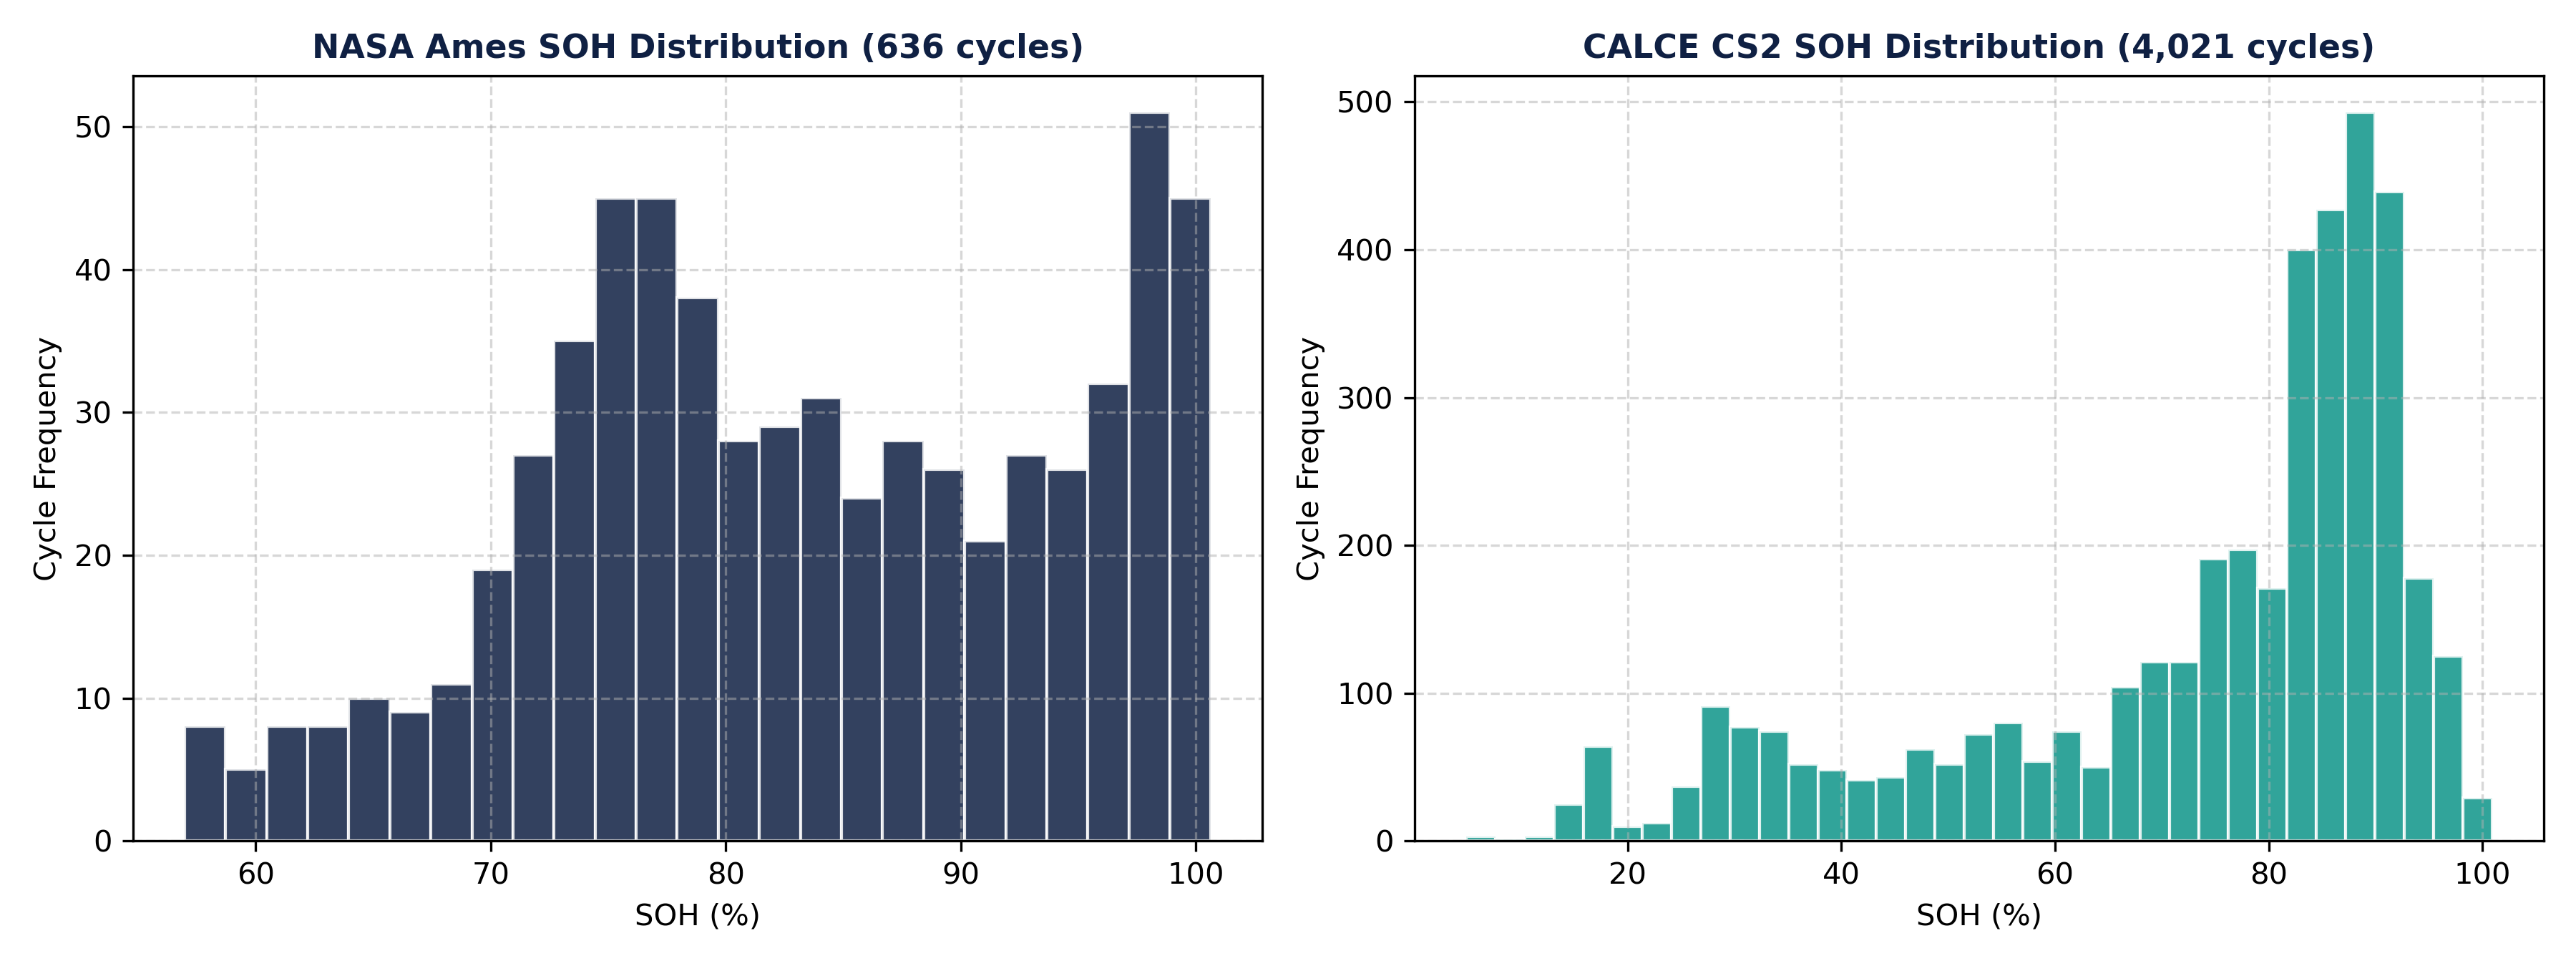 NASA Ames SOH Distribution (636 cycles)
50
40
30
20
10
0
Cycle Frequency
60 70 80 90 100
SOH (%)
CALCE CS2 SOH Distribution (4,021 cycles)
500
400
300
200
100
0
Cycle Frequency
20 40 60 80 100
SOH (%)